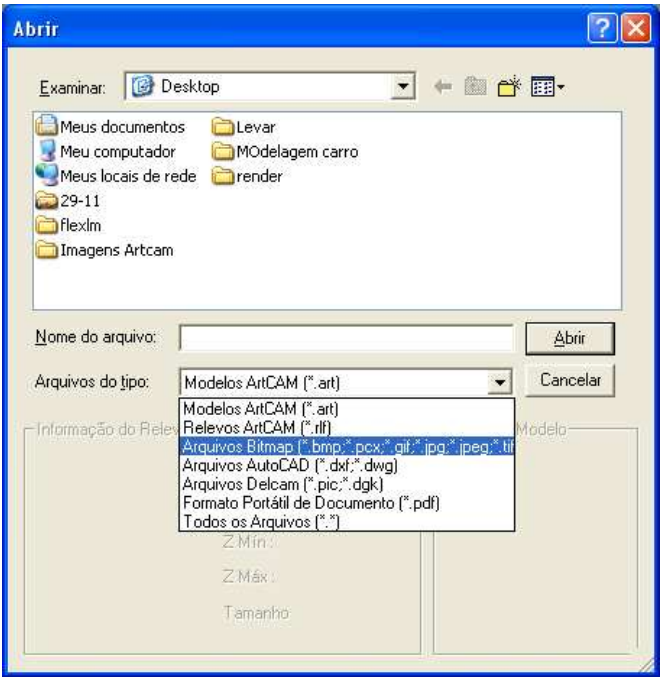 Abrir
Examinar: Desktop
Meus documentos
Meu computador
Meus locais de rede
29-11
flexlm
Imagens Artcam
Levar
MOdelagem carro
render
Nome do arquivo:
Abrir
Arquivos do tipo: Modelos ArtCAM (*.art)
Cancelar
Modelos ArtCAM (*.art)
Relevos ArtCAM (*.rlf)
Arquivos Bitmap (*.bmp;*.pcx;*.gif;*.jpg;*.jpeg;*.tif
Arquivos AutoCAD (*.dxf;*.dwg)
Arquivos Delcam (*.pic;*.dgk)
Formato Portátil de Documento (*.pdf)
Todos os Arquivos (*.*)
Informação do Relev
Modelo
Z Mín :
Z Máx :
Tamanho